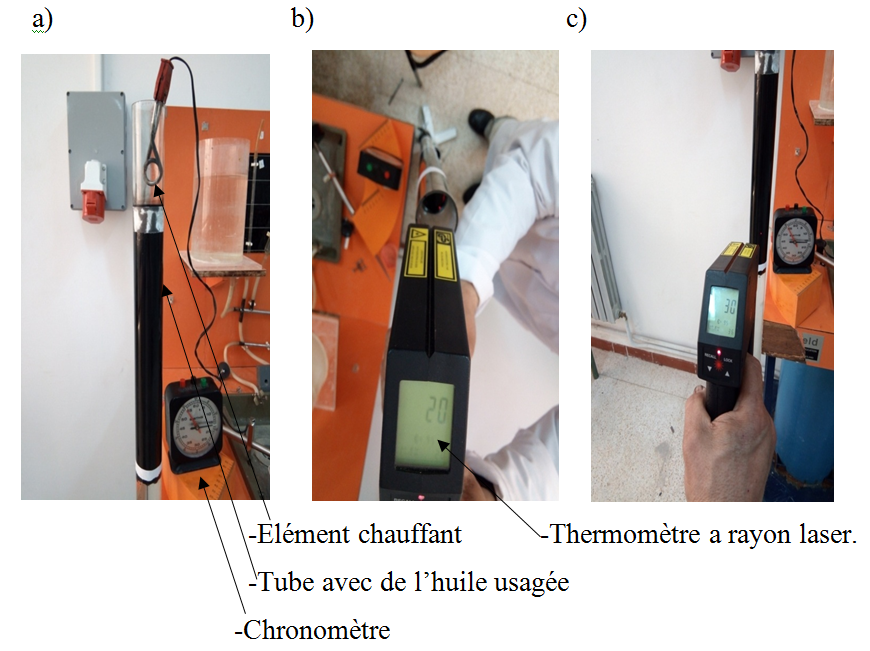 a)
b)
c)
20
30
-Elément chauffant
-Thermomètre a rayon laser.
-Tube avec de l’huile usagée
-Chronomètre